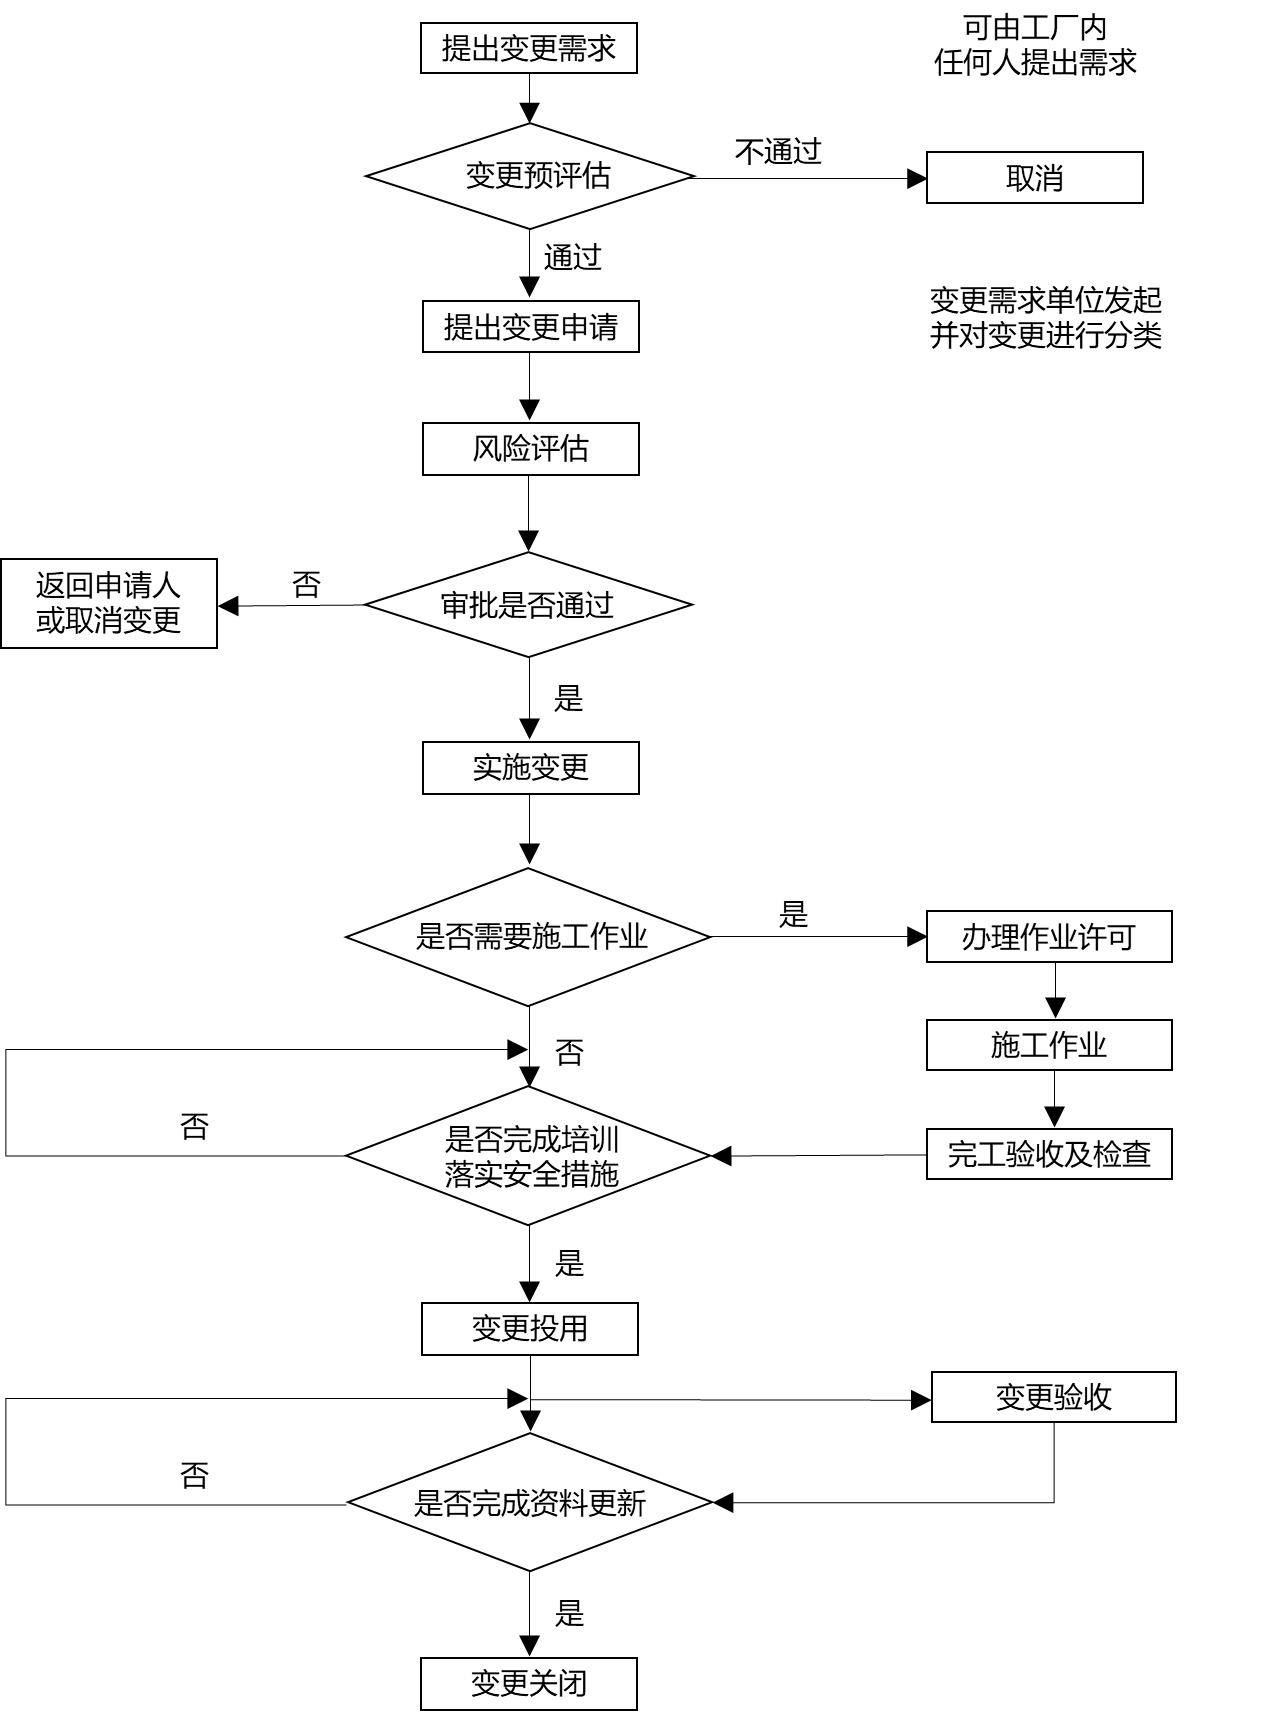 提出变更需求
可由工厂内
任何人提出需求
变更预评估
不通过
取消
通过
提出变更申请
变更需求单位发起
并对变更进行分类
风险评估
返回申请人
或取消变更
否
审批是否通过
是
实施变更
是否需要施工作业
是
办理作业许可
否
施工作业
否
是否完成培训
落实安全措施
完工验收及检查
是
变更投用
变更验收
否
是否完成资料更新
是
变更关闭